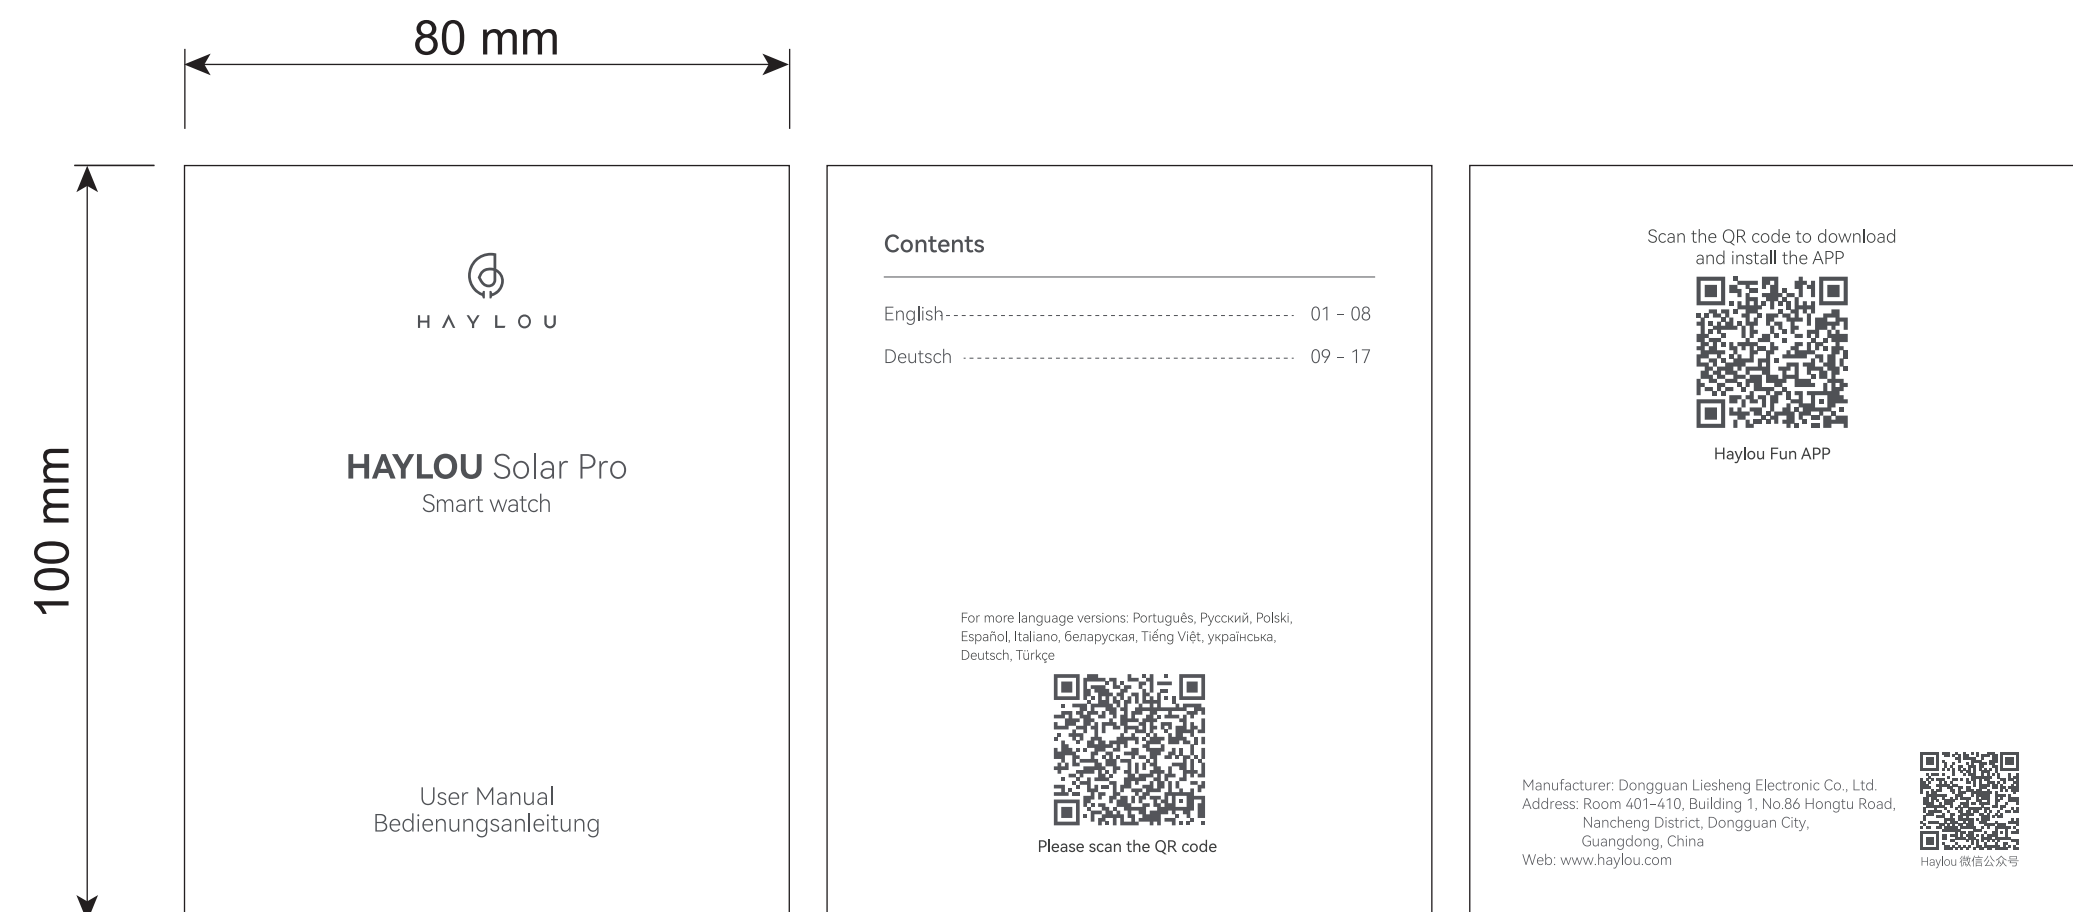 80 mm
100 mm
HAYLOU
HAYLOU Solar Pro
Smart watch
User Manual
Bedienungsanleitung
Contents
English 01 - 08
Deutsch 09 - 17
For more language versions: Português, Русский, Polski,
Español, Italiano, беларуская, Tiếng Việt, українська,
Deutsch, Türkçe
Please scan the QR code
Scan the QR code to download
and install the APP
Haylou Fun APP
Manufacturer: Dongguan Liesheng Electronic Co., Ltd.
Address: Room 401-410, Building 1, No.86 Hongtu Road,
Nancheng District, Dongguan City,
Guangdong, China
Web: www.haylou.com
Haylou 微信公众号